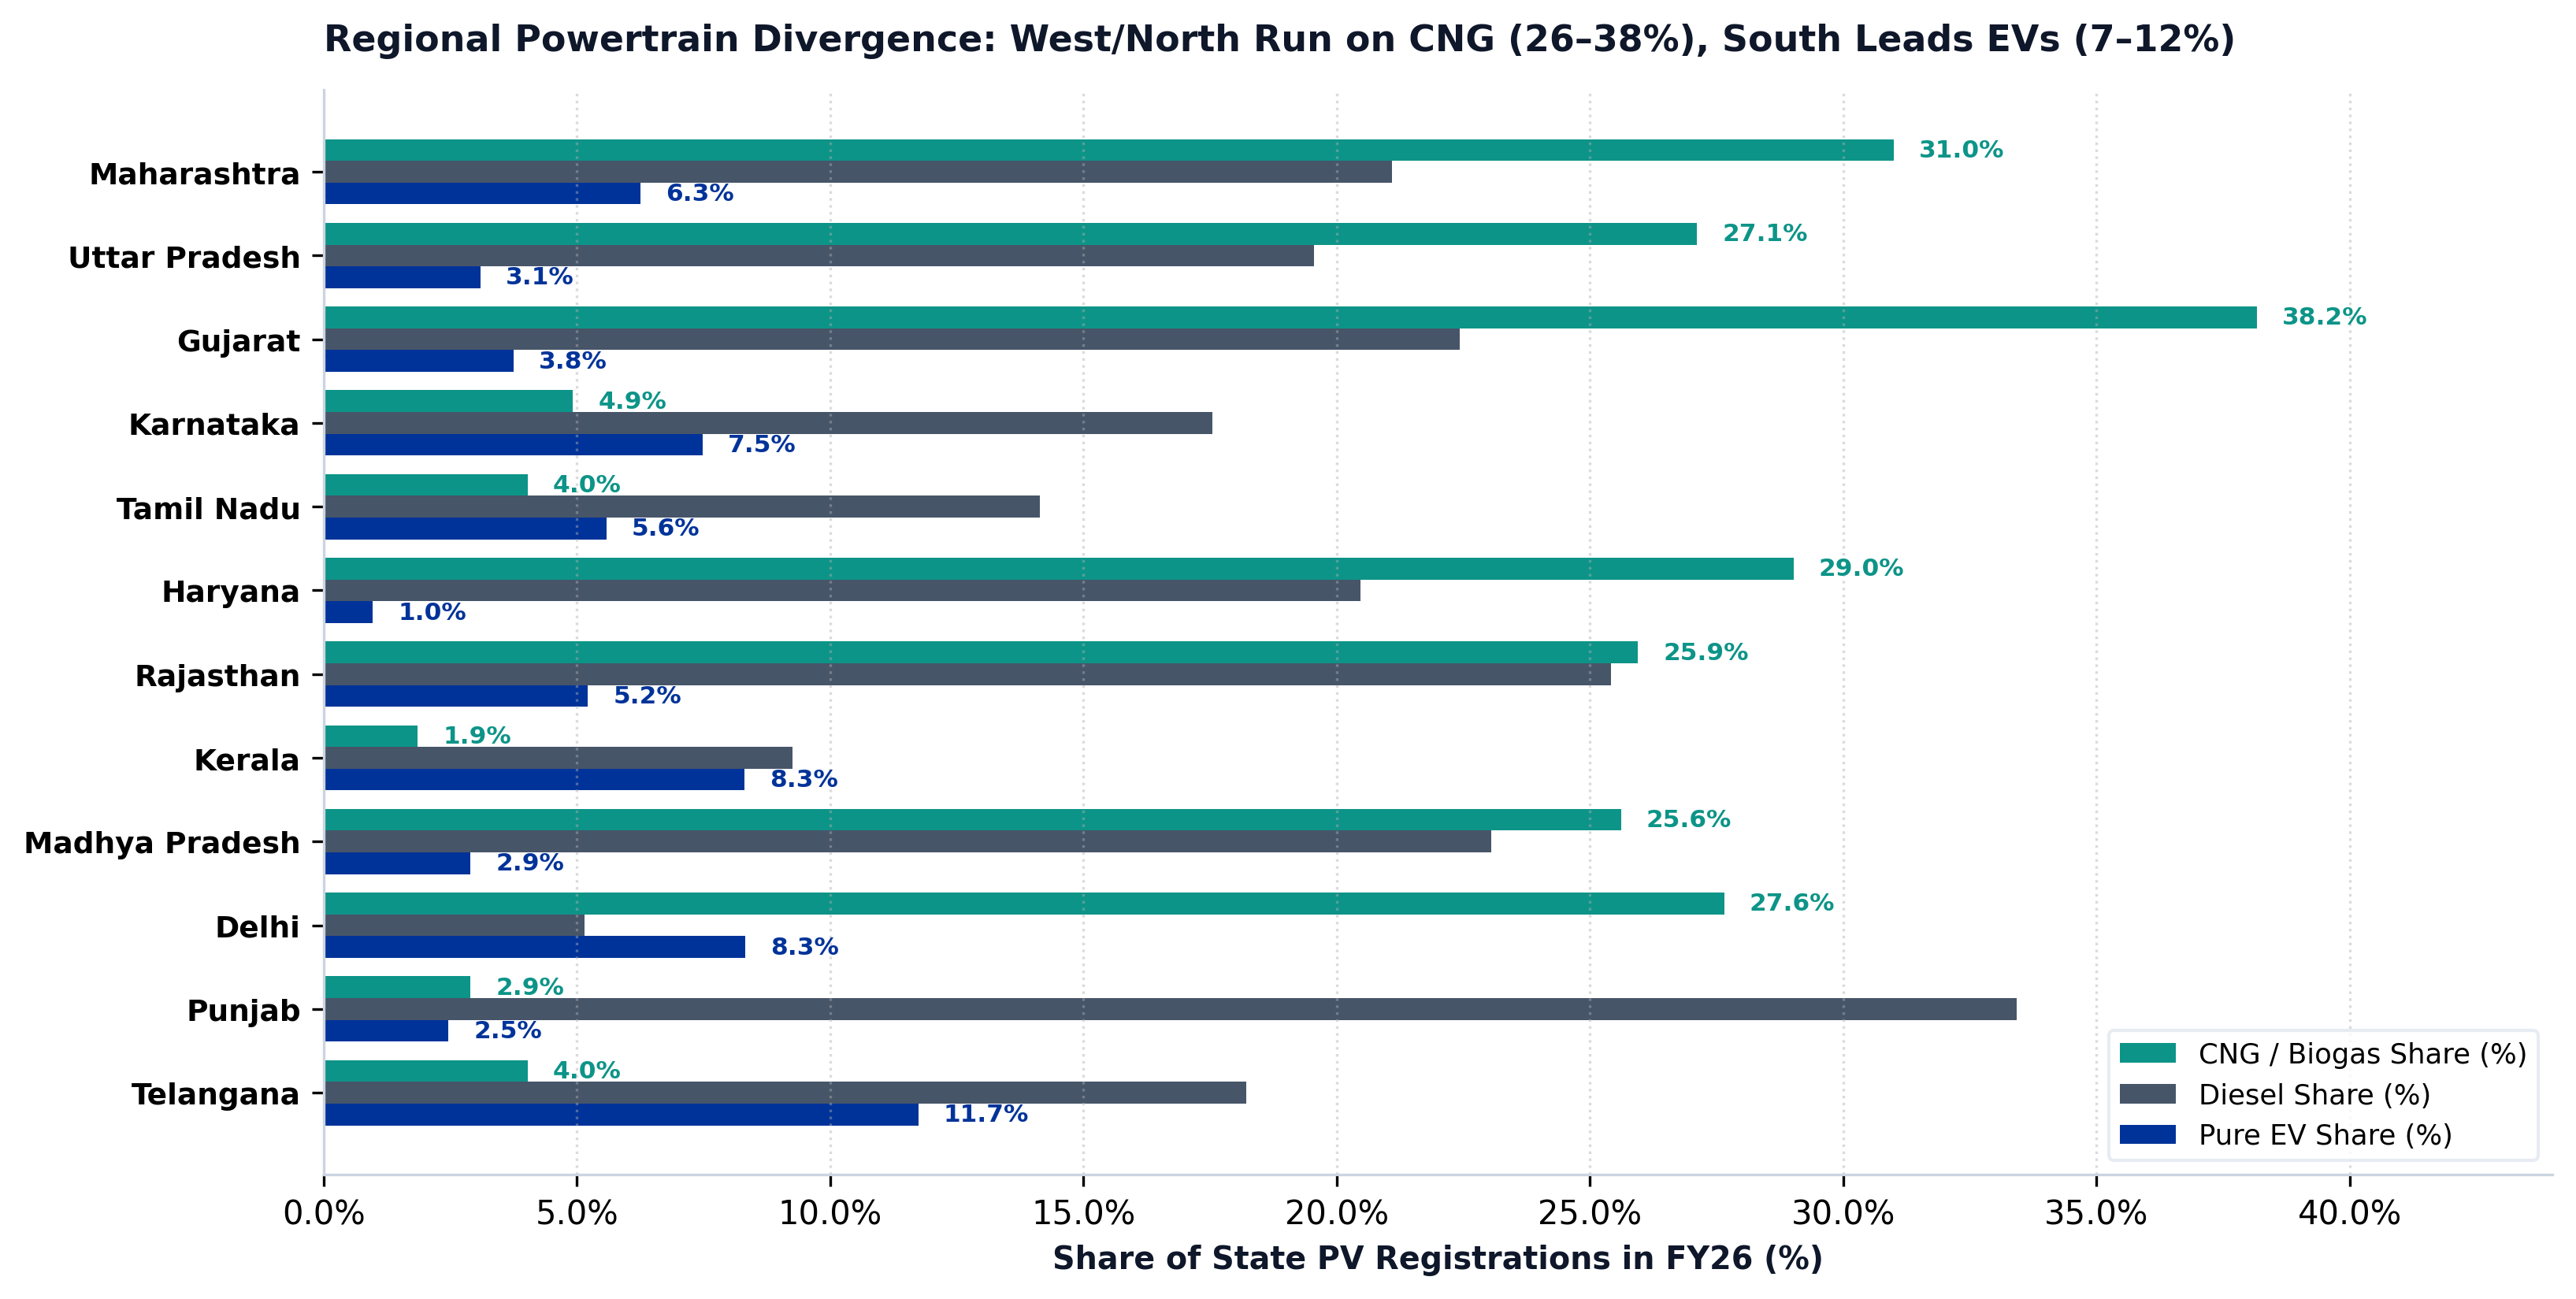 Regional Powertrain Divergence: West/North Run on CNG (26–38%), South Leads EVs (7–12%)
Maharashtra
31.0%
6.3%
Uttar Pradesh
27.1%
3.1%
Gujarat
38.2%
3.8%
Karnataka
4.9%
7.5%
Tamil Nadu
4.0%
5.6%
Haryana
29.0%
1.0%
Rajasthan
25.9%
5.2%
Kerala
1.9%
8.3%
Madhya Pradesh
25.6%
2.9%
Delhi
27.6%
8.3%
Punjab
2.9%
2.5%
Telangana
4.0%
11.7%
CNG / Biogas Share (%)
Diesel Share (%)
Pure EV Share (%)
0.0% 5.0% 10.0% 15.0% 20.0% 25.0% 30.0% 35.0% 40.0%
Share of State PV Registrations in FY26 (%)